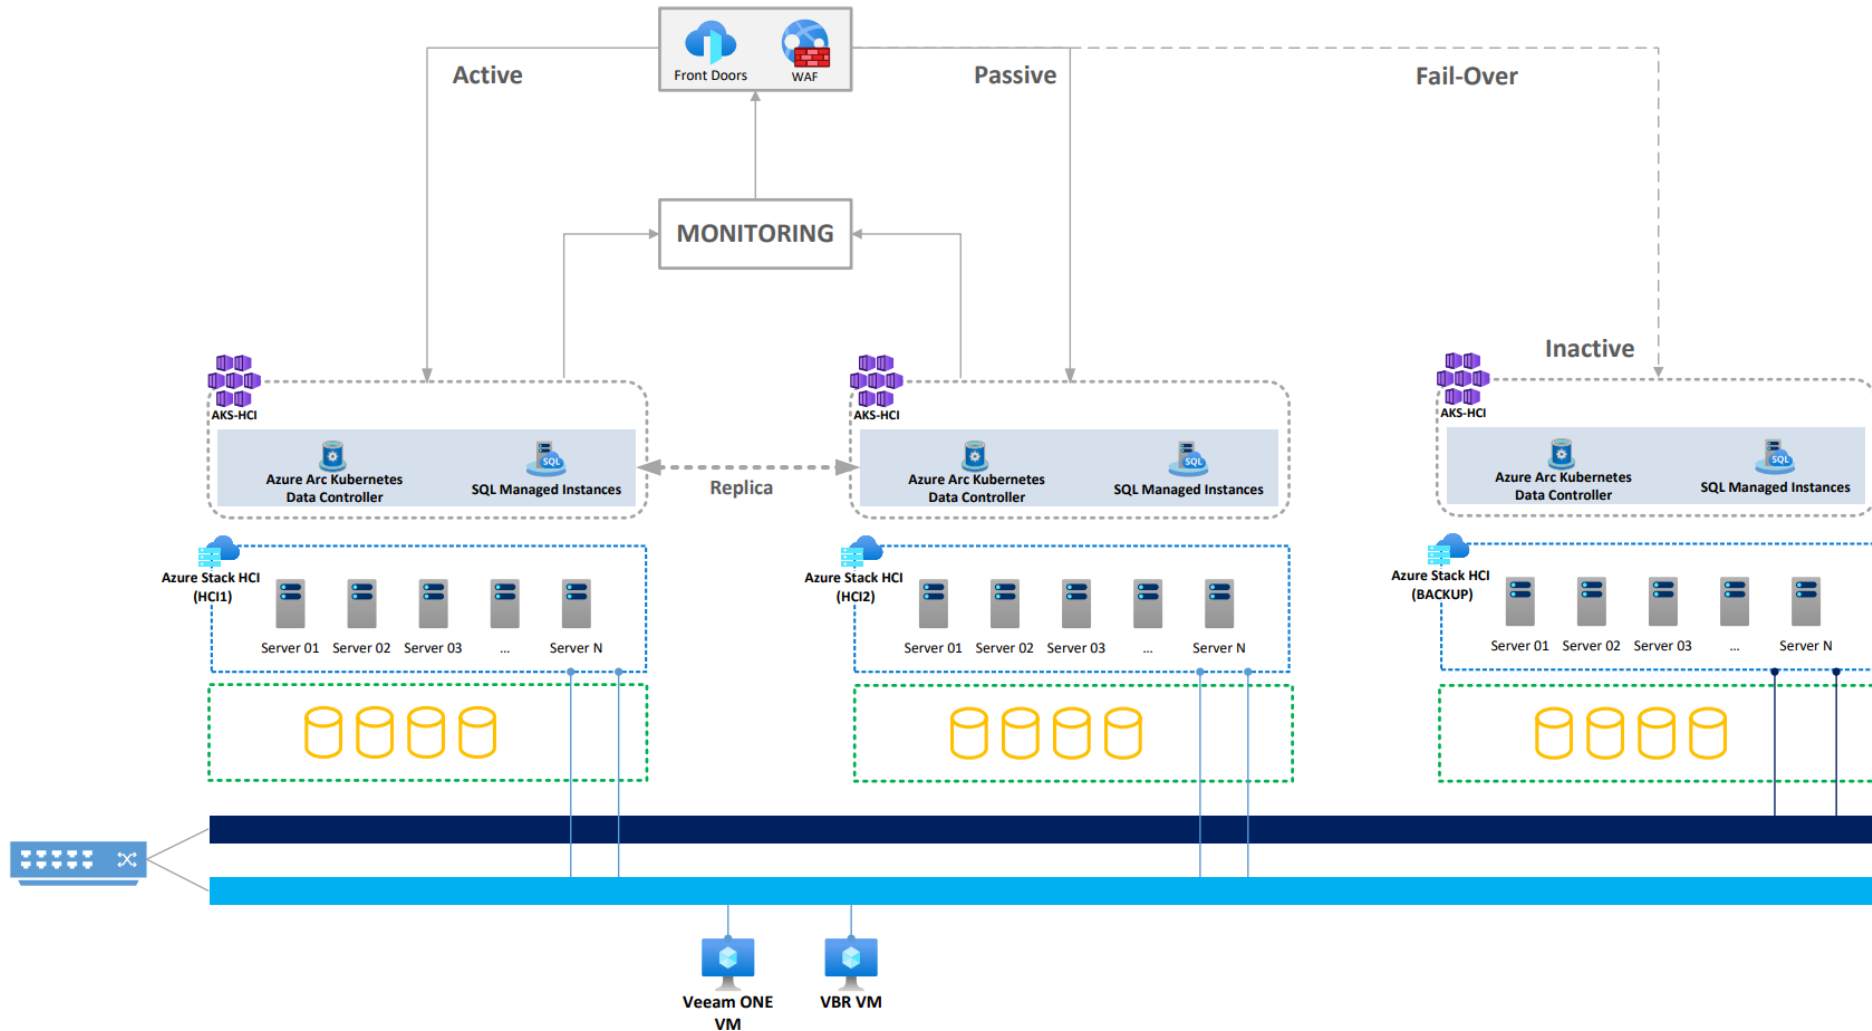 Front Doors
WAF
Active
Passive
Fail-Over
MONITORING
Inactive
AKS-HCI
Azure Arc Kubernetes
Data Controller
SQL
SQL Managed Instances
Replica
AKS-HCI
Azure Arc Kubernetes
Data Controller
SQL
SQL Managed Instances
AKS-HCI
Azure Arc Kubernetes
Data Controller
SQL
SQL Managed Instances
Azure Stack HCI
(HCI1)
Server 01
Server 02
Server 03
...
Server N
Azure Stack HCI
(HCI2)
Server 01
Server 02
Server 03
...
Server N
Azure Stack HCI
(BACKUP)
Server 01
Server 02
Server 03
...
Server N
Veeam ONE
VM
VBR VM